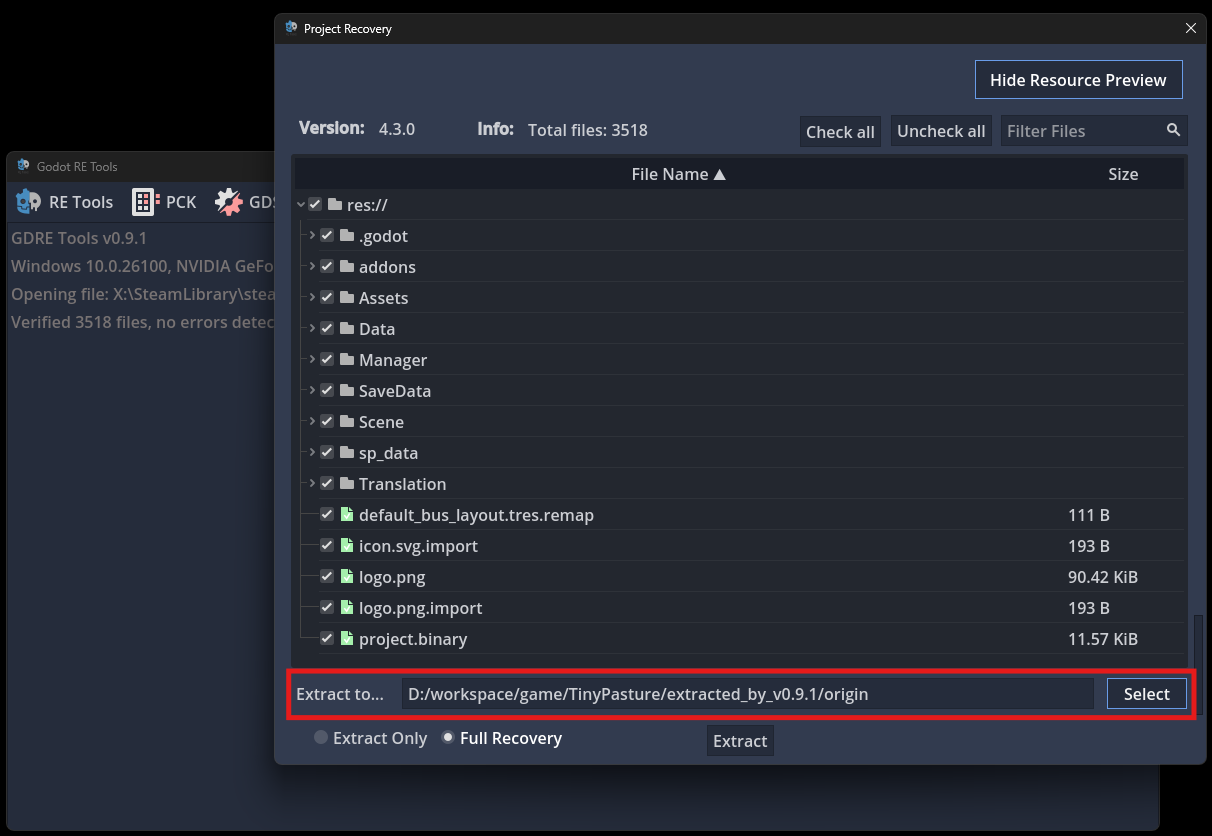 Project Recovery
Hide Resource Preview
Version: 4.3.0 Info: Total files: 3518 Check all Uncheck all Filter Files
File Name ▲ Size
res://
.godot
addons
Assets
Data
Manager
SaveData
Scene
sp_data
Translation
default_bus_layout.tres.remap 111 B
icon.svg.import 193 B
logo.png 90.42 KiB
logo.png.import 193 B
project.binary 11.57 KiB
Extract to... D:/workspace/game/TinyPasture/extracted_by_v0.9.1/origin Select
Extract Only Full Recovery Extract
Godot RE Tools
RE Tools PCK
GDRE Tools v0.9.1
Windows 10.0.26100, NVIDIA
Opening file: X:\SteamLibrary\
Verified 3518 files, no errors